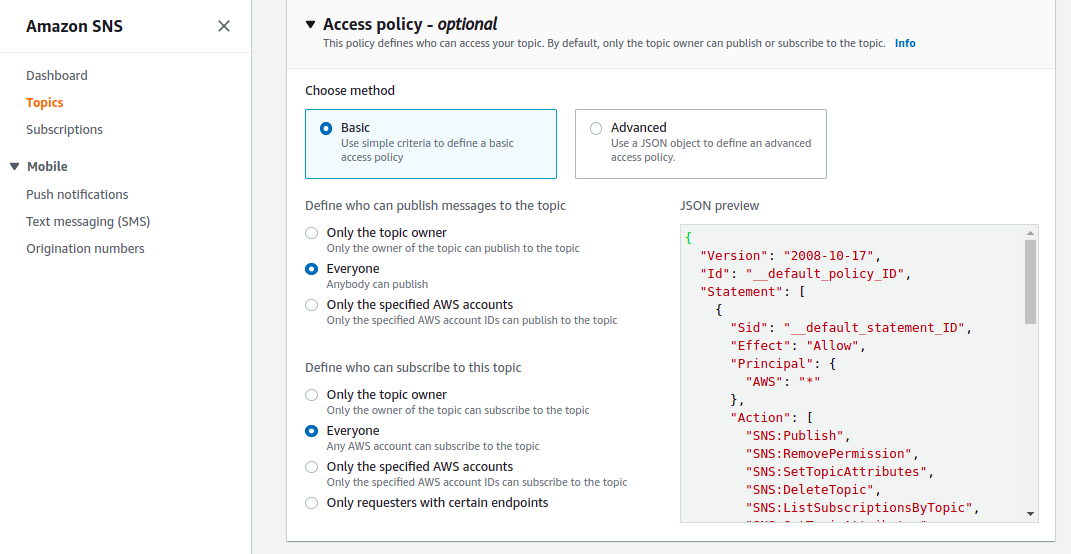 Amazon SNS
Dashboard
Topics
Subscriptions
Mobile
Push notifications
Text messaging (SMS)
Origination numbers
Access policy - optional
This policy defines who can access your topic. By default, only the topic owner can publish or subscribe to the topic. Info
Choose method
Basic
Use simple criteria to define a basic
access policy
Advanced
Use a JSON object to define an advanced
access policy.
Define who can publish messages to the topic
Only the topic owner
Only the owner of the topic can publish to the topic
Everyone
Anybody can publish
Only the specified AWS accounts
Only the specified AWS account IDs can publish to the topic
Define who can subscribe to this topic
Only the topic owner
Only the owner of the topic can subscribe to the topic
Everyone
Any AWS account can subscribe to the topic
Only the specified AWS accounts
Only the specified AWS account IDs can subscribe to the topic
Only requesters with certain endpoints
JSON preview
{
"Version": "2008-10-17",
"Id": "__default_policy_ID",
"Statement": [
{
"Sid": "__default_statement_ID",
"Effect": "Allow",
"Principal": {
"AWS": "*"
},
"Action": [
"SNS:Publish",
"SNS:RemovePermission",
"SNS:SetTopicAttributes",
"SNS:DeleteTopic",
"SNS:ListSubscriptionsByTopic",